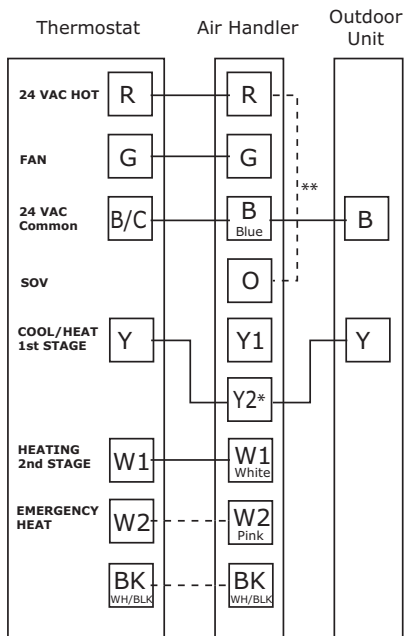 Thermostat Air Handler Outdoor
Unit
24 VAC HOT R R
**
FAN G G
24 VAC
Common B/C B B
Blue
SOV O
COOL/HEAT
1st STAGE Y Y1 Y
Y2*
HEATING
2nd STAGE W1 W1
White
EMERGENCY
HEAT W2 W2
Pink
BK BK
WH/BLK WH/BLK